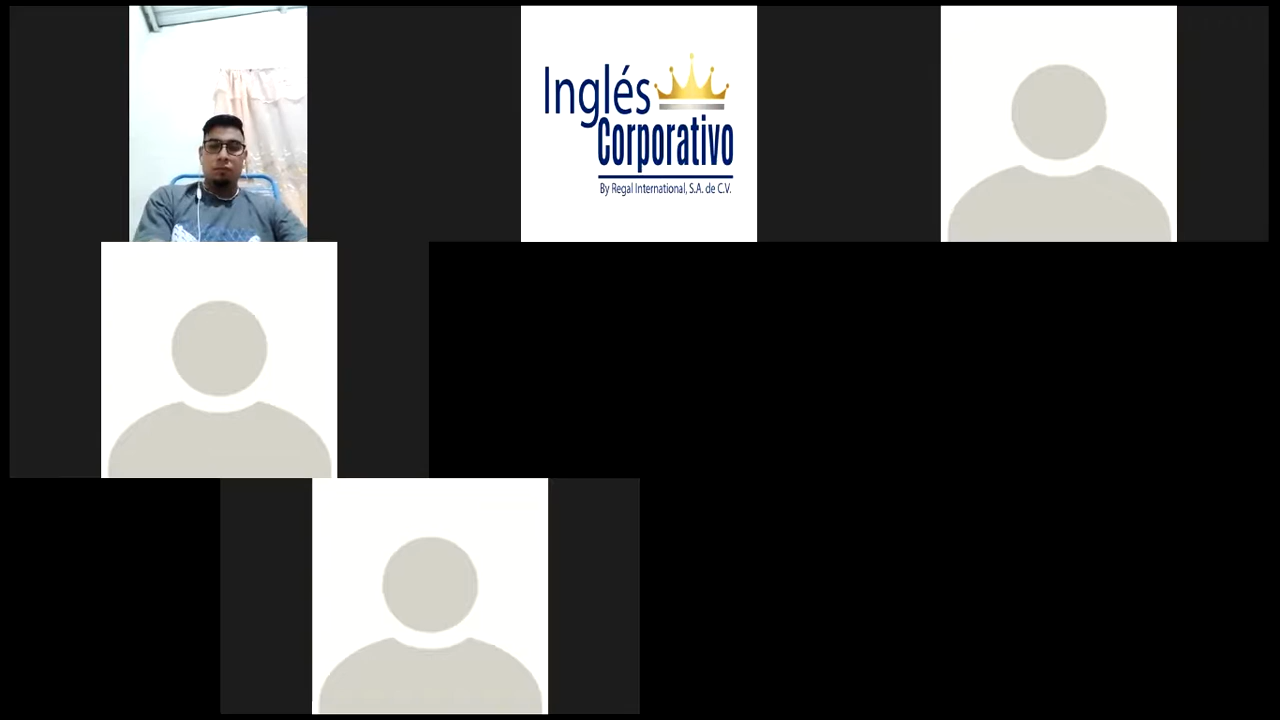 Inglés
Corporativo
By Regal International, S.A. de C.V.